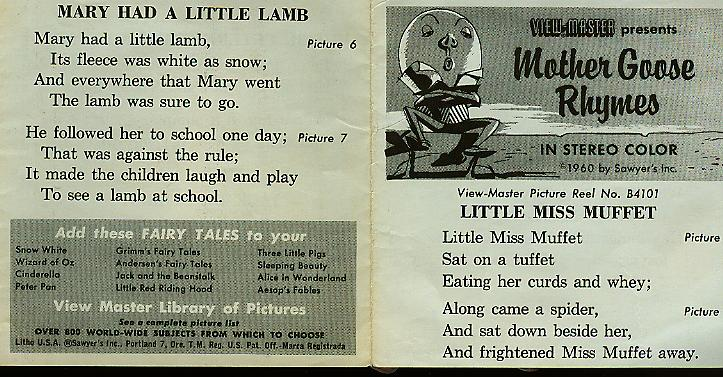 MARY HAD A LITTLE LAMB
Mary had a little lamb, Picture 6
Its fleece was white as snow;
And everywhere that Mary went
The lamb was sure to go.
He followed her to school one day; Picture 7
That was against the rule;
It made the children laugh and play
To see a lamb at school.
Add these FAIRY TALES to your
Snow White Grimm's Fairy Tales Three Little Pigs
Wizard of Oz Andersen's Fairy Tales Sleeping Beauty
Cinderella Jack and the Beanstalk Alice in Wonderland
Peter Pan Little Red Riding Hood Aesop's Fables
View Master Library of Pictures
See a complete picture list
OVER 800 WORLD-WIDE SUBJECTS FROM WHICH TO CHOOSE
Litho U.S.A. ®Sawyer's Inc., Portland 7, Ore. T.M. Reg. U.S. Pat. Off.-Marca Registrada
VIEW-MASTER presents
Mother Goose
Rhymes
IN STEREO COLOR
©1960 by Sawyer's Inc.
View-Master Picture Reel No. B4101
LITTLE MISS MUFFET
Little Miss Muffet Picture
Sat on a tuffet
Eating her curds and whey;
Along came a spider, Picture
And sat down beside her,
And frightened Miss Muffet away.